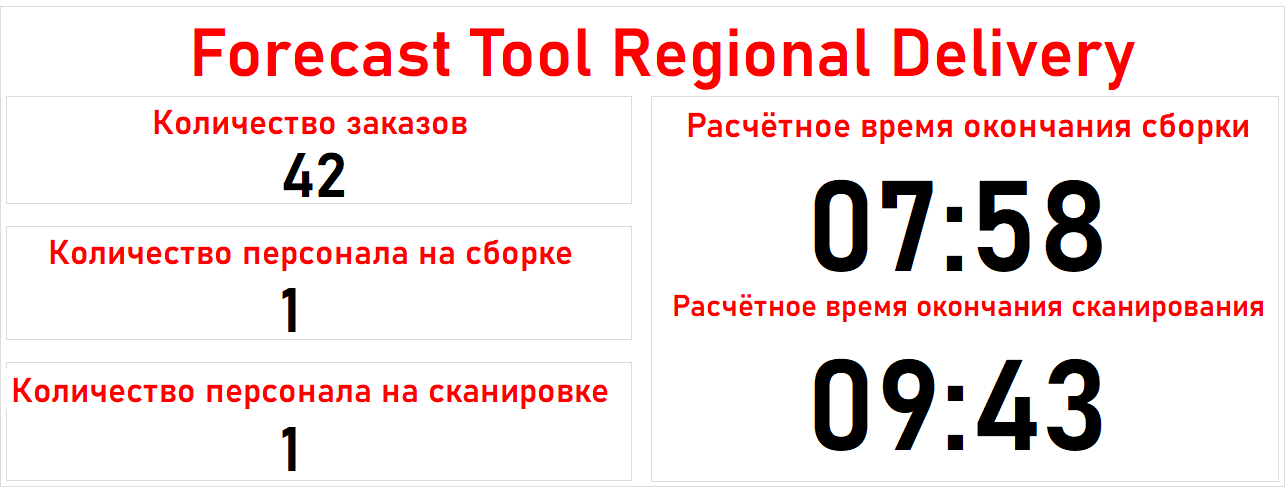 Forecast Tool Regional Delivery
Количество заказов
42
Количество персонала на сборке
1
Количество персонала на сканировке
1
Расчётное время окончания сборки
07:58
Расчётное время окончания сканирования
09:43